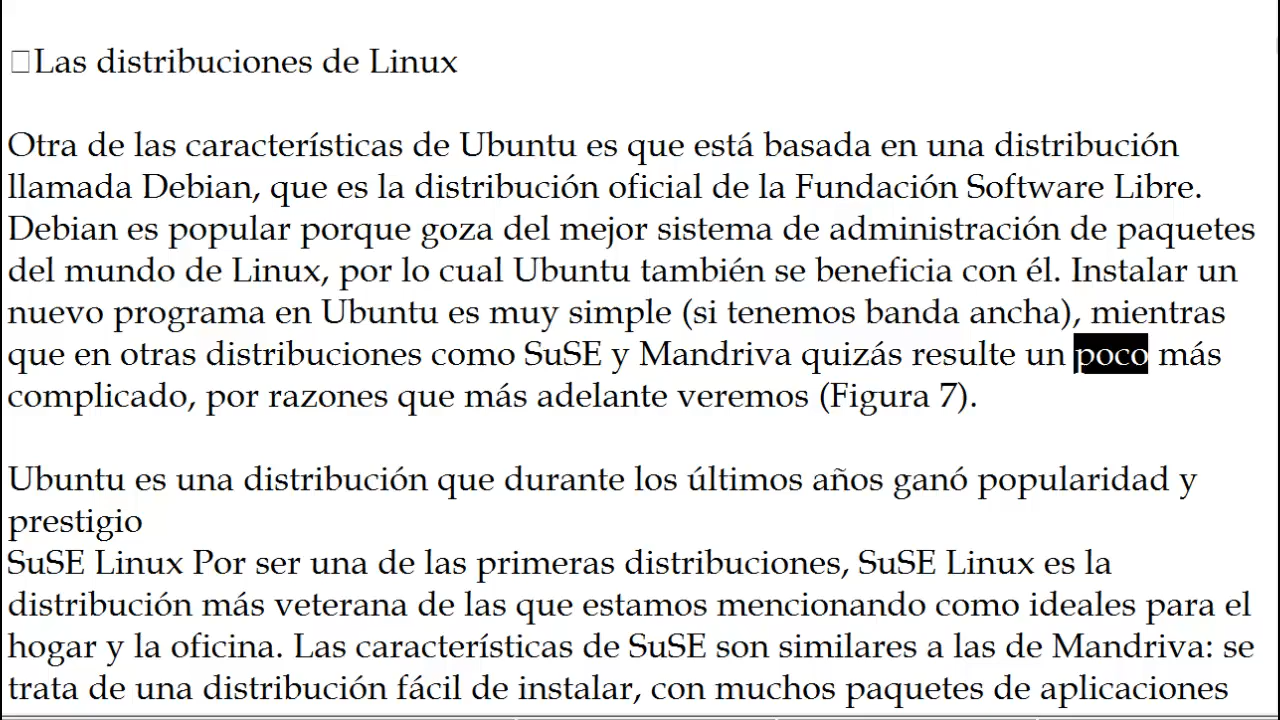 Las distribuciones de Linux
Otra de las características de Ubuntu es que está basada en una distribución
llamada Debian, que es la distribución oficial de la Fundación Software Libre.
Debian es popular porque goza del mejor sistema de administración de paquetes
del mundo de Linux, por lo cual Ubuntu también se beneficia con él. Instalar un
nuevo programa en Ubuntu es muy simple (si tenemos banda ancha), mientras
que en otras distribuciones como SuSE y Mandriva quizás resulte un poco más
complicado, por razones que más adelante veremos (Figura 7).
Ubuntu es una distribución que durante los últimos años ganó popularidad y
prestigio
SuSE Linux Por ser una de las primeras distribuciones, SuSE Linux es la
distribución más veterana de las que estamos mencionando como ideales para el
hogar y la oficina. Las características de SuSE son similares a las de Mandriva: se
trata de una distribución fácil de instalar, con muchos paquetes de aplicaciones